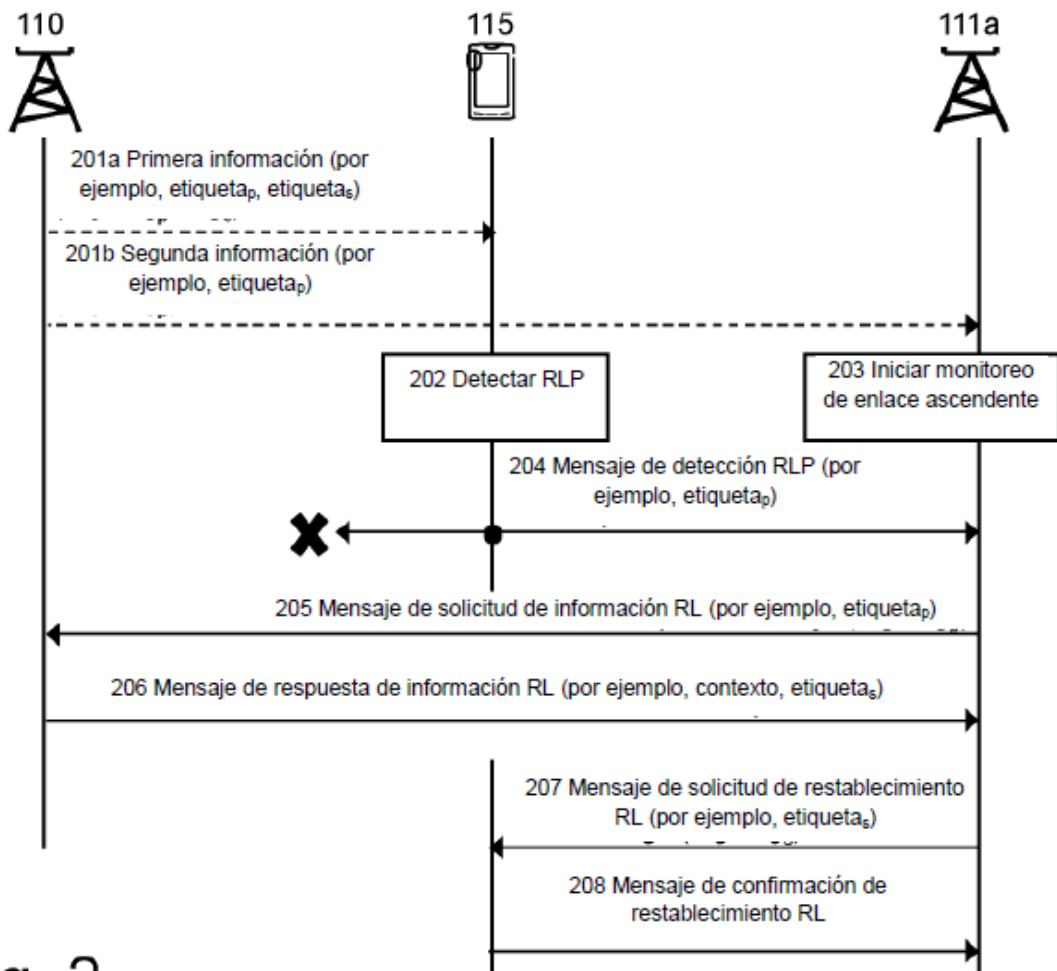 110
115
111a
201a Primera información (por
ejemplo, etiquetaₚ, etiquetaₛ)
201b Segunda información (por
ejemplo, etiquetaₚ)
202 Detectar RLP
203 Iniciar monitoreo
de enlace ascendente
204 Mensaje de detección RLP (por
ejemplo, etiquetaₚ)
205 Mensaje de solicitud de información RL (por ejemplo, etiquetaₚ)
206 Mensaje de respuesta de información RL (por ejemplo, contexto, etiquetaₛ)
207 Mensaje de solicitud de restablecimiento
RL (por ejemplo, etiquetaₛ)
208 Mensaje de confirmación de
restablecimiento RL